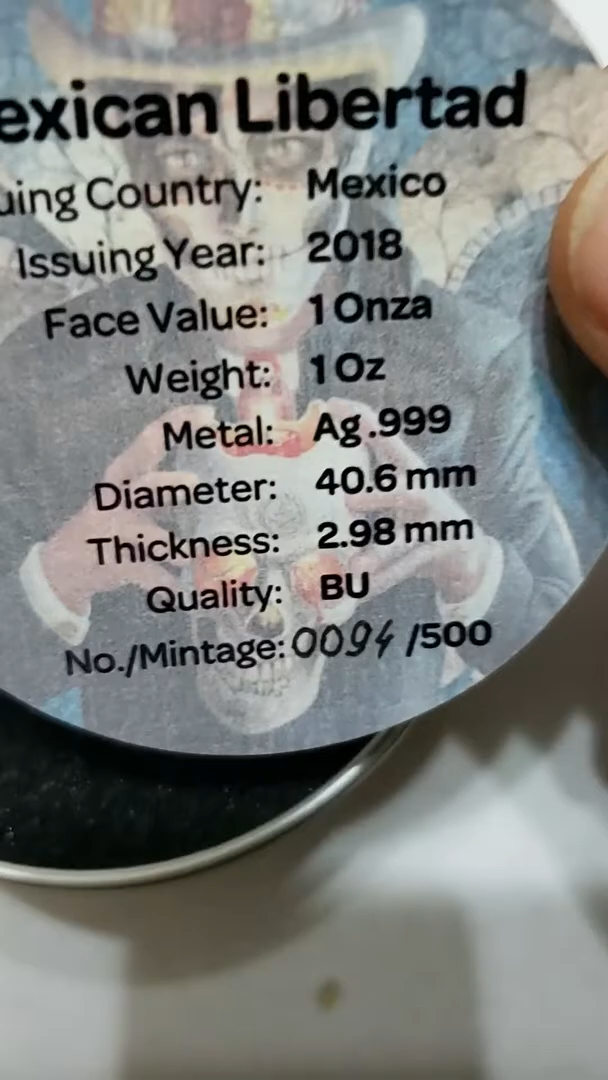 exican Libertad
uing Country: Mexico
Issuing Year: 2018
Face Value: 1 Onza
Weight: 1 Oz
Metal: Ag .999
Diameter: 40.6 mm
Thickness: 2.98 mm
Quality: BU
No./Mintage: 0094 /500